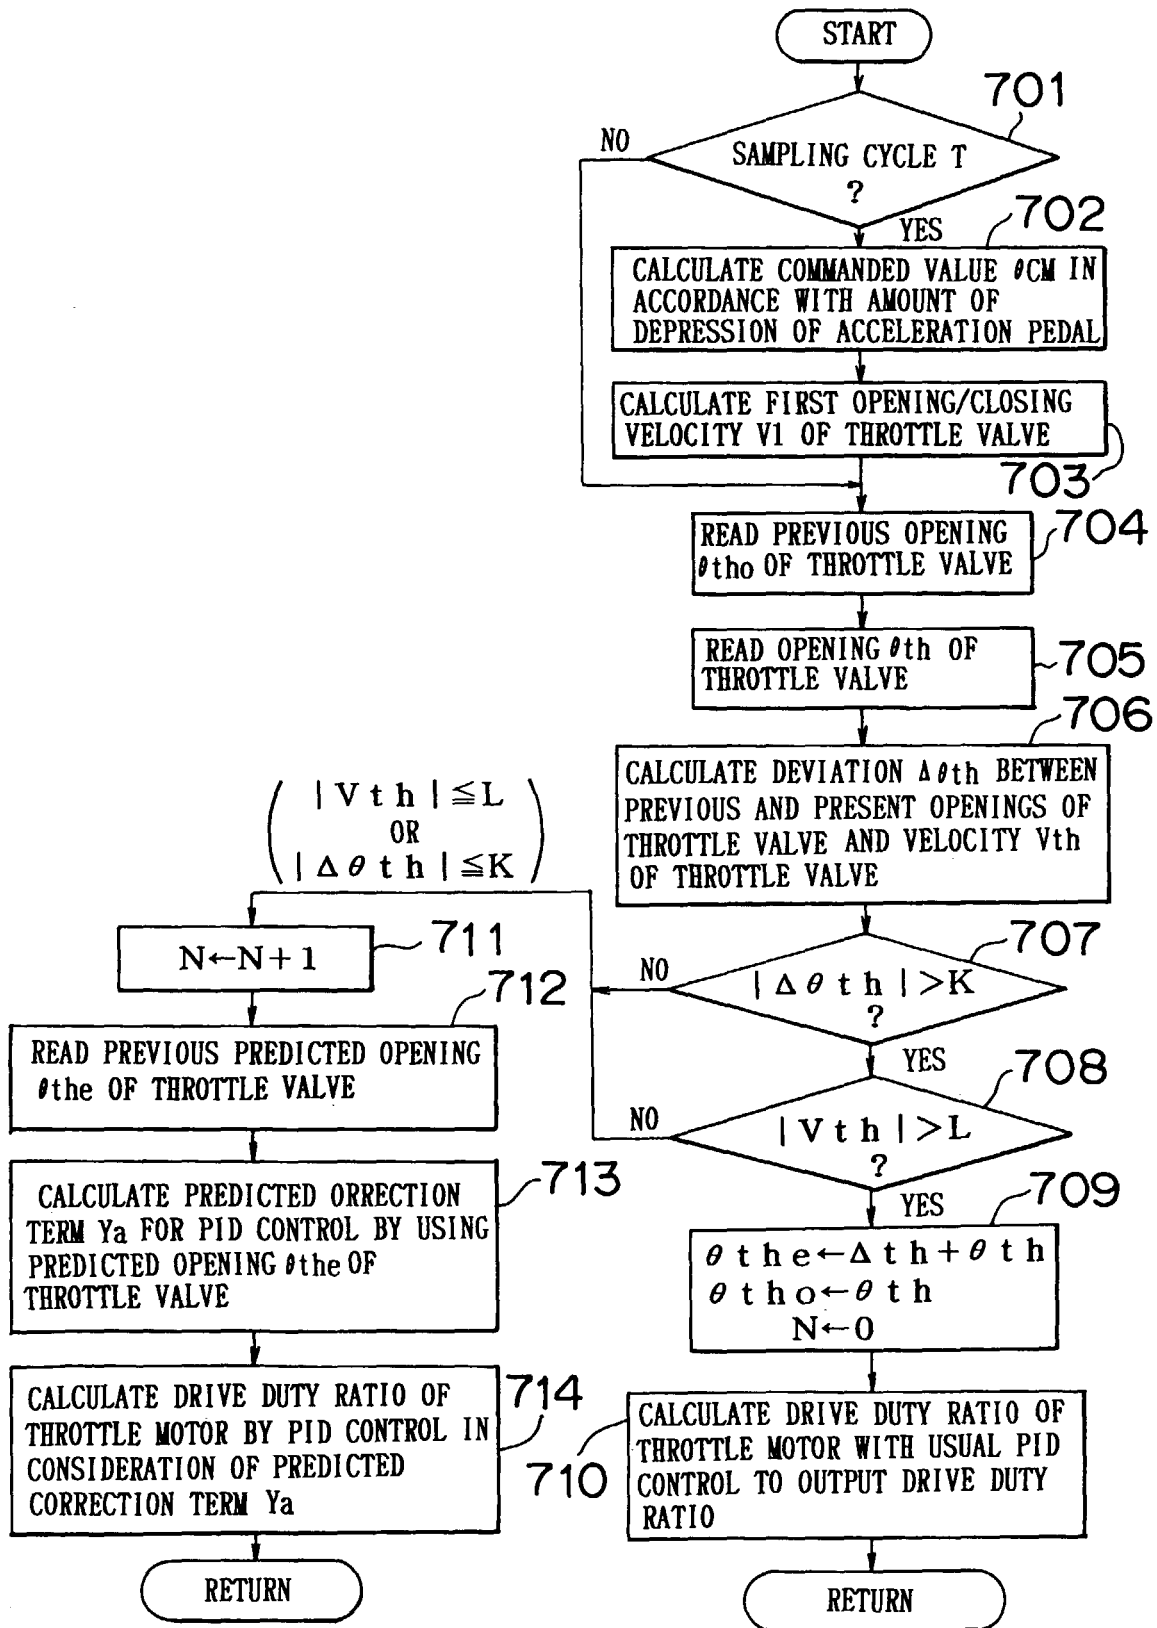 START
701
NO
SAMPLING CYCLE T
?
YES
702
CALCULATE COMMANDED VALUE θCM IN
ACCORDANCE WITH AMOUNT OF
DEPRESSION OF ACCELERATION PEDAL
CALCULATE FIRST OPENING/CLOSING
VELOCITY V1 OF THROTTLE VALVE
703
704
READ PREVIOUS OPENING
θtho OF THROTTLE VALVE
705
READ OPENING θth OF
THROTTLE VALVE
706
CALCULATE DEVIATION Δθth BETWEEN
PREVIOUS AND PRESENT OPENINGS OF
THROTTLE VALVE AND VELOCITY Vth
OF THROTTLE VALVE
707
|Δθth|>K
?
NO
YES
708
|Vth|>L
?
NO
YES
709
θthe←Δth+θth
θtho←θth
N←0
710
CALCULATE DRIVE DUTY RATIO OF
THROTTLE MOTOR WITH USUAL PID
CONTROL TO OUTPUT DRIVE DUTY
RATIO
RETURN
(|Vth|≦L
OR
|Δθth|≦K)
711
N←N+1
712
READ PREVIOUS PREDICTED OPENING
θthe OF THROTTLE VALVE
713
CALCULATE PREDICTED ORRECTION
TERM Ya FOR PID CONTROL BY USING
PREDICTED OPENING θthe OF
THROTTLE VALVE
714
CALCULATE DRIVE DUTY RATIO OF
THROTTLE MOTOR BY PID CONTROL IN
CONSIDERATION OF PREDICTED
CORRECTION TERM Ya
RETURN